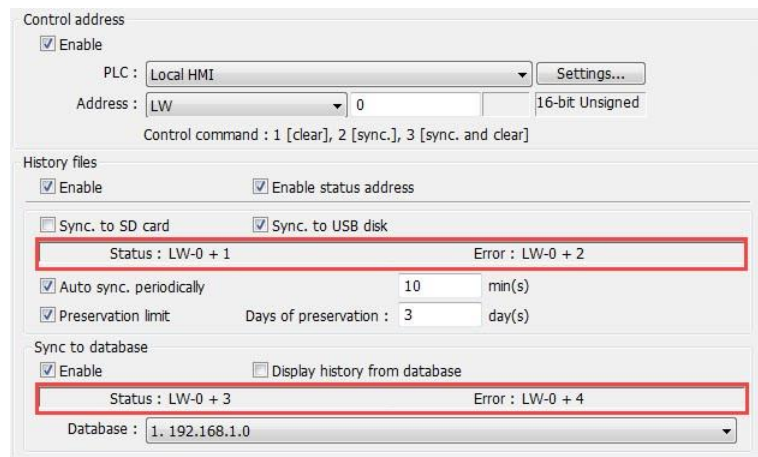 Control address
Enable
PLC : Local HMI Settings...
Address : LW 0 16-bit Unsigned
Control command : 1 [clear], 2 [sync.], 3 [sync. and clear]
History files
Enable Enable status address
Sync. to SD card Sync. to USB disk
Status : LW-0 + 1 Error : LW-0 + 2
Auto sync. periodically 10 min(s)
Preservation limit Days of preservation : 3 day(s)
Sync to database
Enable Display history from database
Status : LW-0 + 3 Error : LW-0 + 4
Database : 1. 192.168.1.0